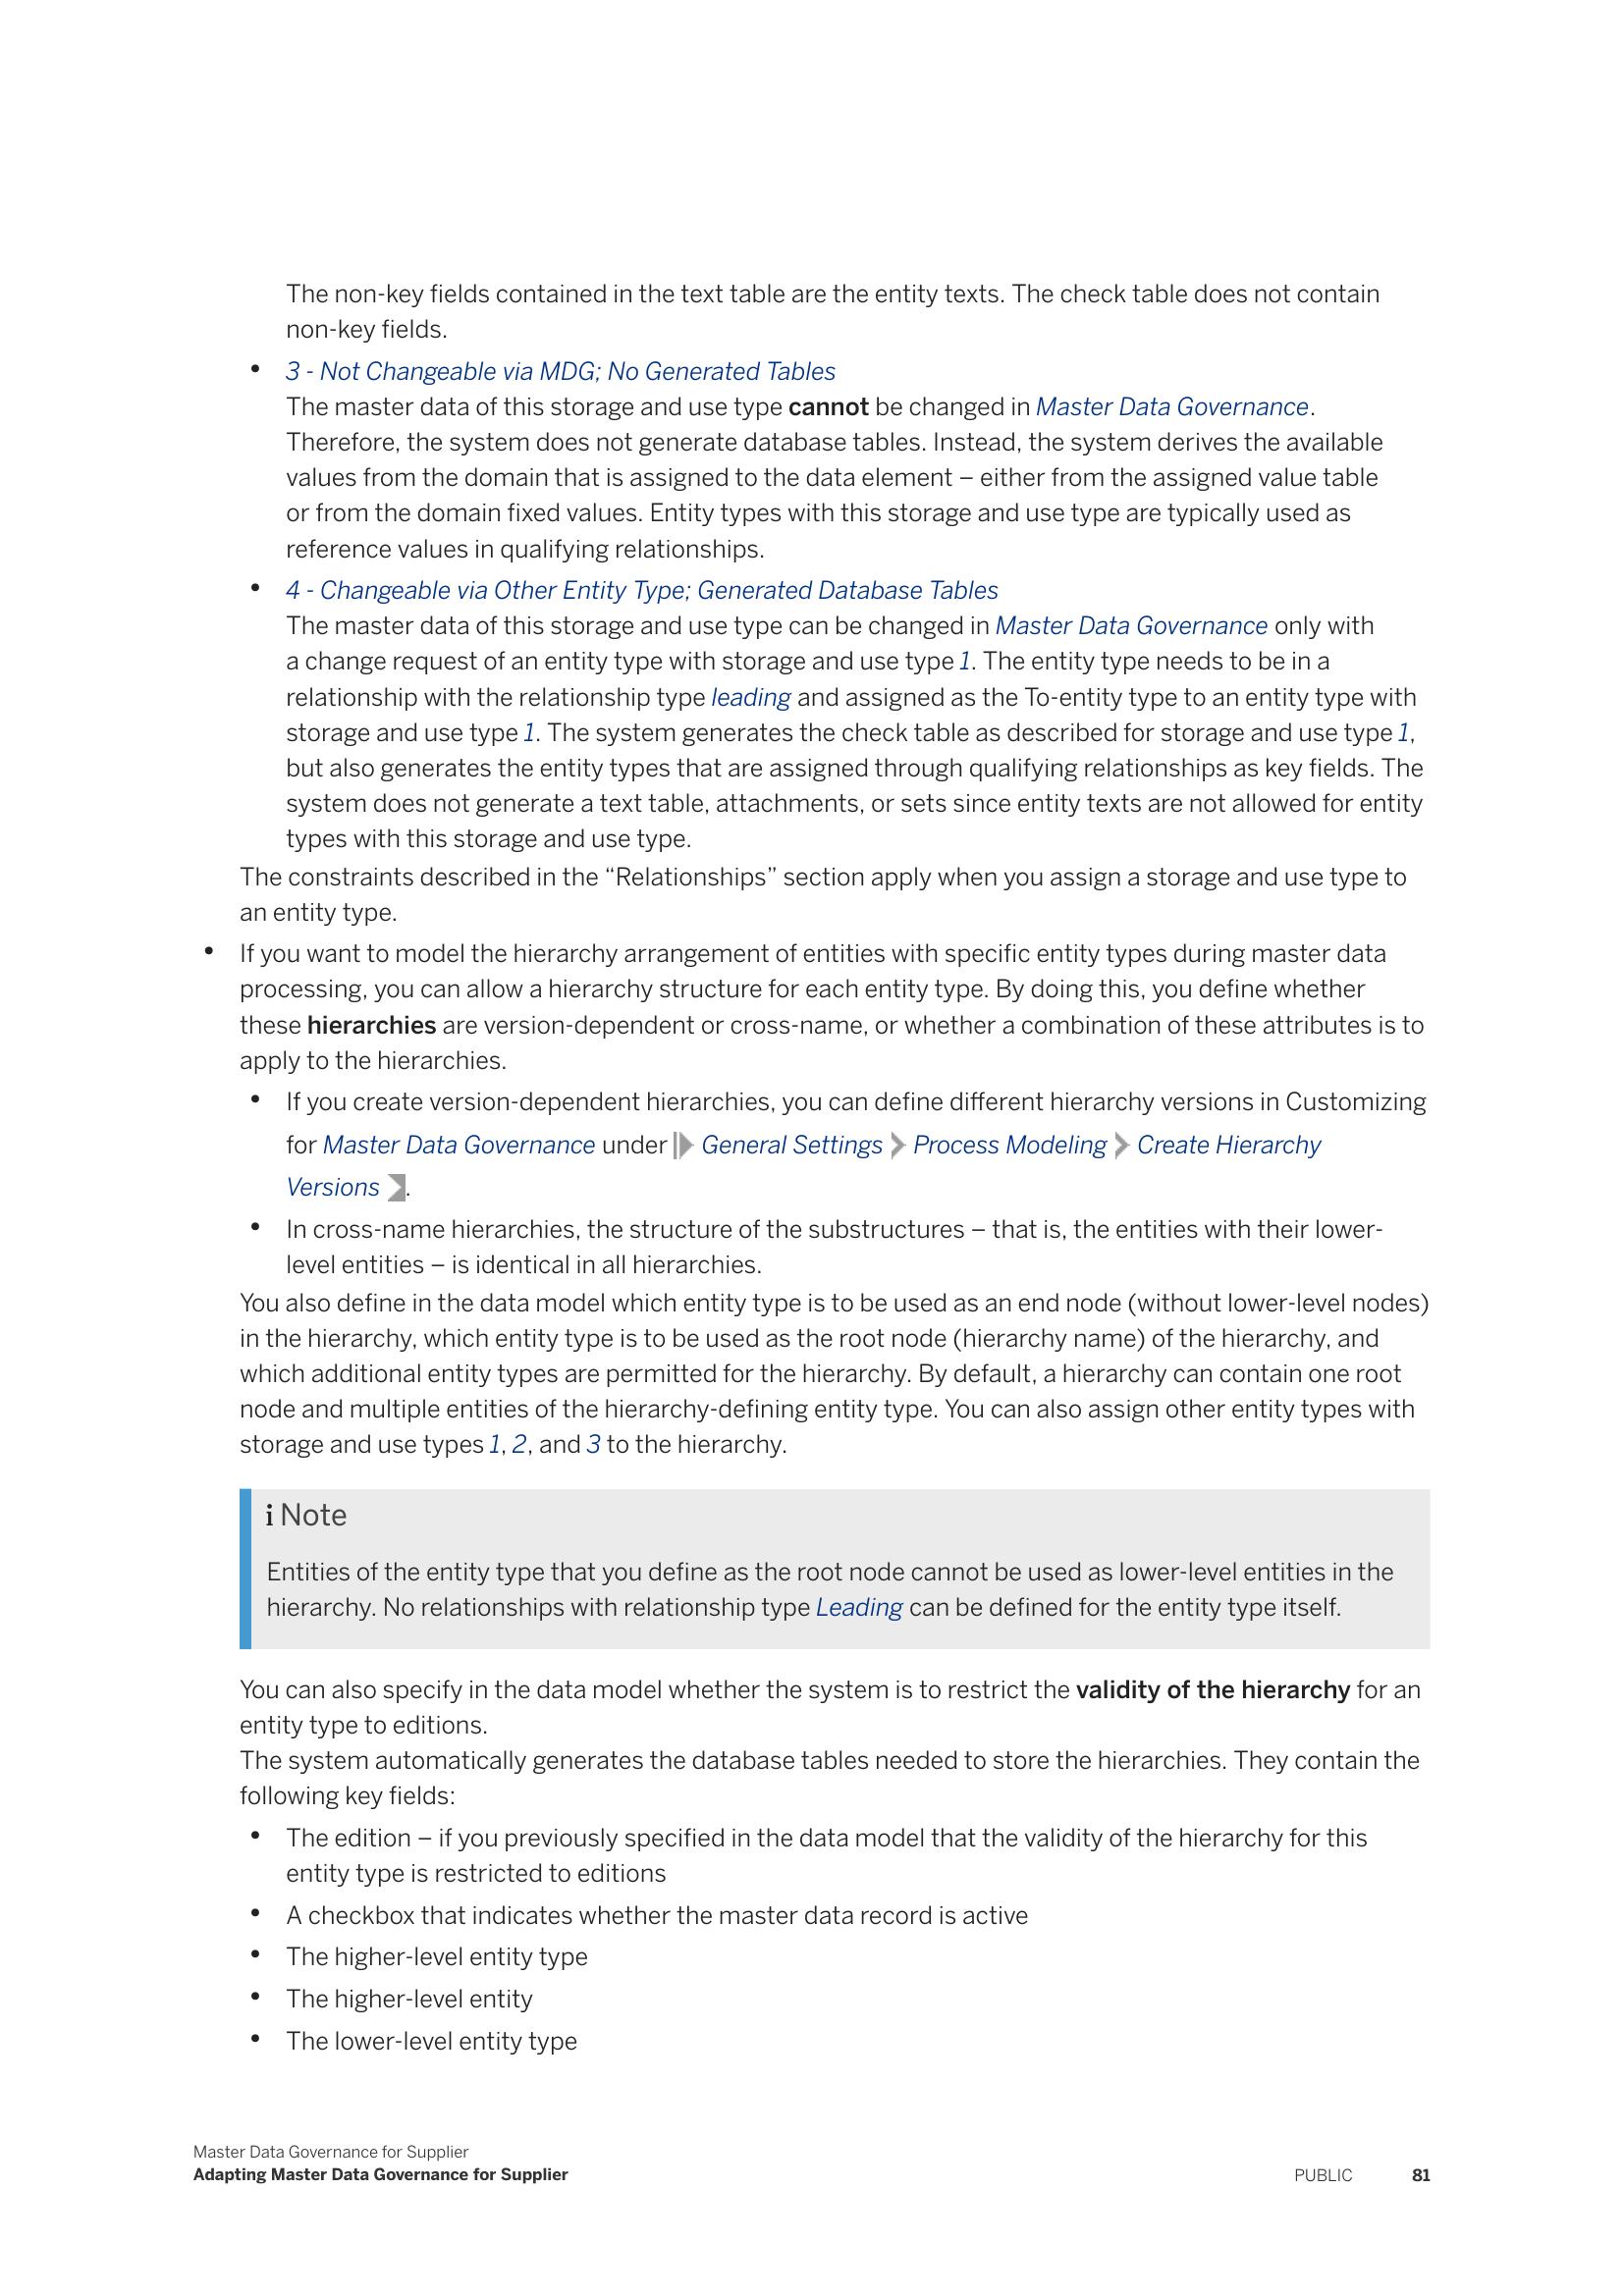 The non-key fields contained in the text table are the entity texts. The check table does not contain
non-key fields.
• 3 - Not Changeable via MDG; No Generated Tables
The master data of this storage and use type cannot be changed in Master Data Governance.
Therefore, the system does not generate database tables. Instead, the system derives the available
values from the domain that is assigned to the data element – either from the assigned value table
or from the domain fixed values. Entity types with this storage and use type are typically used as
reference values in qualifying relationships.
• 4 - Changeable via Other Entity Type; Generated Database Tables
The master data of this storage and use type can be changed in Master Data Governance only with
a change request of an entity type with storage and use type 1. The entity type needs to be in a
relationship with the relationship type leading and assigned as the To-entity type to an entity type with
storage and use type 1. The system generates the check table as described for storage and use type 1,
but also generates the entity types that are assigned through qualifying relationships as key fields. The
system does not generate a text table, attachments, or sets since entity texts are not allowed for entity
types with this storage and use type.
The constraints described in the “Relationships” section apply when you assign a storage and use type to
an entity type.
• If you want to model the hierarchy arrangement of entities with specific entity types during master data
processing, you can allow a hierarchy structure for each entity type. By doing this, you define whether
these hierarchies are version-dependent or cross-name, or whether a combination of these attributes is to
apply to the hierarchies.
• If you create version-dependent hierarchies, you can define different hierarchy versions in Customizing
for Master Data Governance under General Settings Process Modeling Create Hierarchy
Versions .
• In cross-name hierarchies, the structure of the substructures – that is, the entities with their lower-
level entities – is identical in all hierarchies.
You also define in the data model which entity type is to be used as an end node (without lower-level nodes)
in the hierarchy, which entity type is to be used as the root node (hierarchy name) of the hierarchy, and
which additional entity types are permitted for the hierarchy. By default, a hierarchy can contain one root
node and multiple entities of the hierarchy-defining entity type. You can also assign other entity types with
storage and use types 1, 2, and 3 to the hierarchy.
i Note
Entities of the entity type that you define as the root node cannot be used as lower-level entities in the
hierarchy. No relationships with relationship type Leading can be defined for the entity type itself.
You can also specify in the data model whether the system is to restrict the validity of the hierarchy for an
entity type to editions.
The system automatically generates the database tables needed to store the hierarchies. They contain the
following key fields:
• The edition – if you previously specified in the data model that the validity of the hierarchy for this
entity type is restricted to editions
• A checkbox that indicates whether the master data record is active
• The higher-level entity type
• The higher-level entity
• The lower-level entity type
Master Data Governance for Supplier
Adapting Master Data Governance for Supplier
PUBLIC 81